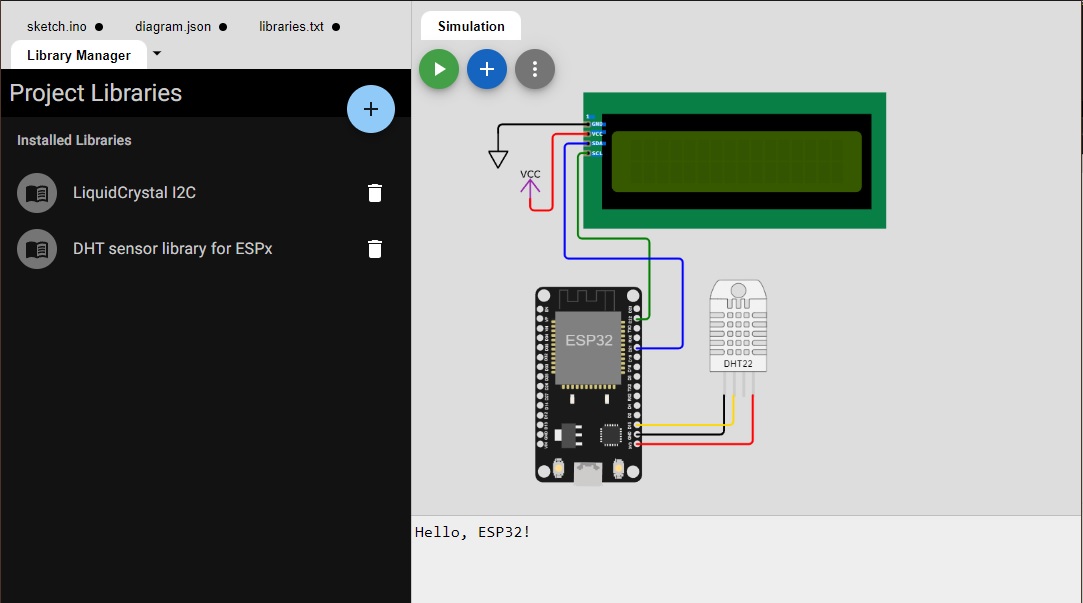 sketch.ino ● diagram.json ● libraries.txt ●
Library Manager
Project Libraries
Installed Libraries
LiquidCrystal I2C
DHT sensor library for ESPx
Simulation
1
GND
VCC
SDA
SCL
VCC
ESP32
DHT22
Hello, ESP32!